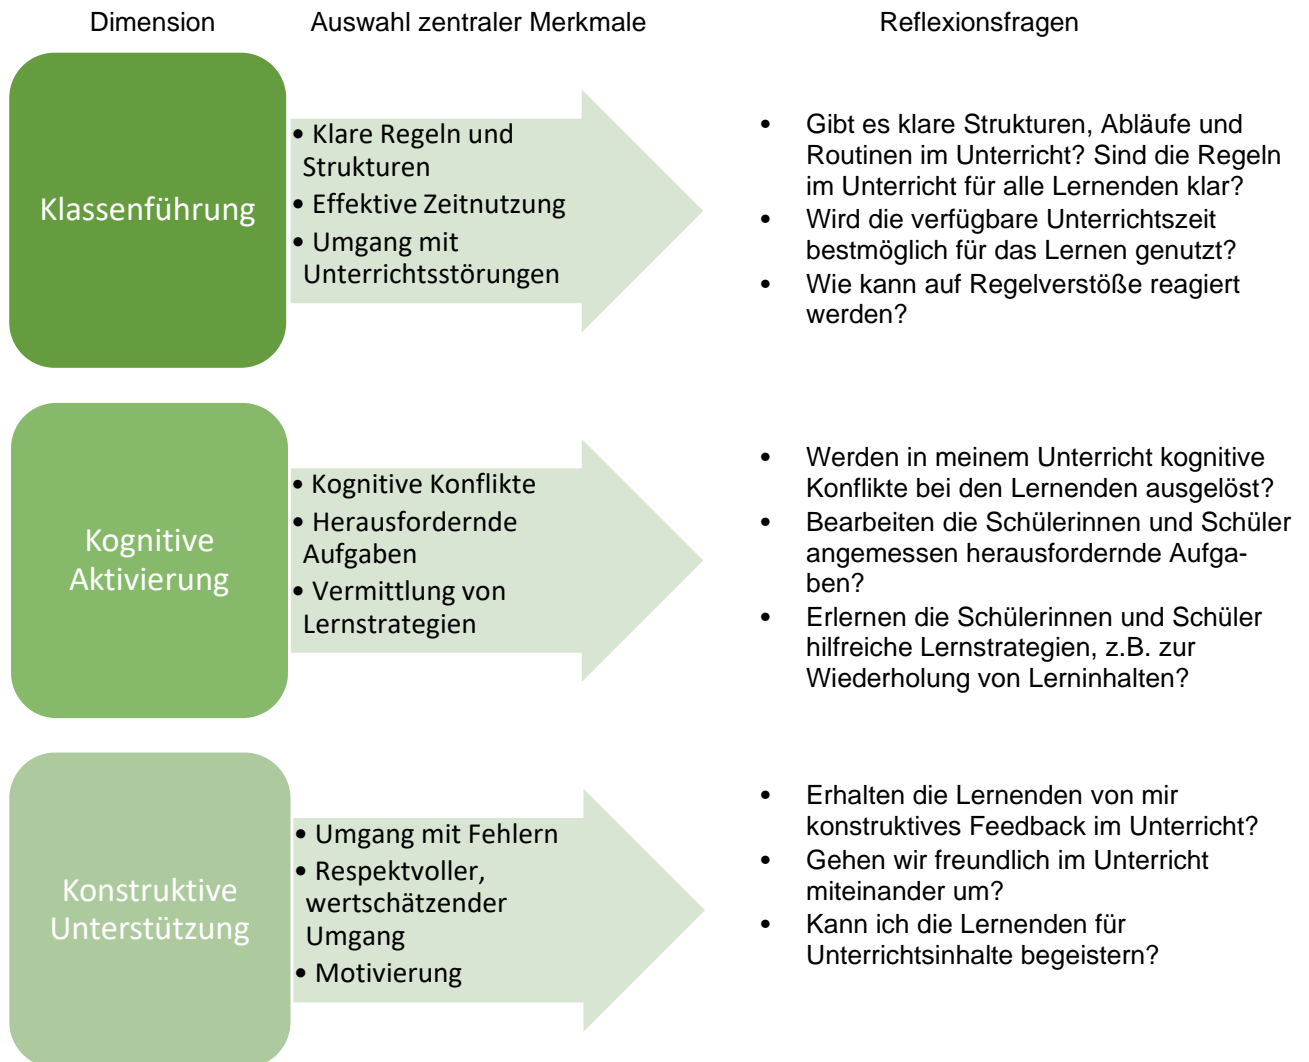 Dimension
Auswahl zentraler Merkmale
Reflexionsfragen
Klassenführung
• Klare Regeln und
Strukturen
• Effektive Zeitnutzung
• Umgang mit
Unterrichtsstörungen
• Gibt es klare Strukturen, Abläufe und
Routinen im Unterricht? Sind die Regeln
im Unterricht für alle Lernenden klar?
• Wird die verfügbare Unterrichtszeit
bestmöglich für das Lernen genutzt?
• Wie kann auf Regelverstöße reagiert
werden?
Kognitive
Aktivierung
• Kognitive Konflikte
• Herausfordernde
Aufgaben
• Vermittlung von
Lernstrategien
• Werden in meinem Unterricht kognitive
Konflikte bei den Lernenden ausgelöst?
• Bearbeiten die Schülerinnen und Schüler
angemessen herausfordernde Aufga-
ben?
• Erlernen die Schülerinnen und Schüler
hilfreiche Lernstrategien, z.B. zur
Wiederholung von Lerninhalten?
Konstruktive
Unterstützung
• Umgang mit Fehlern
• Respektvoller,
wertschätzender
Umgang
• Motivierung
• Erhalten die Lernenden von mir
konstruktives Feedback im Unterricht?
• Gehen wir freundlich im Unterricht
miteinander um?
• Kann ich die Lernenden für
Unterrichtsinhalte begeistern?